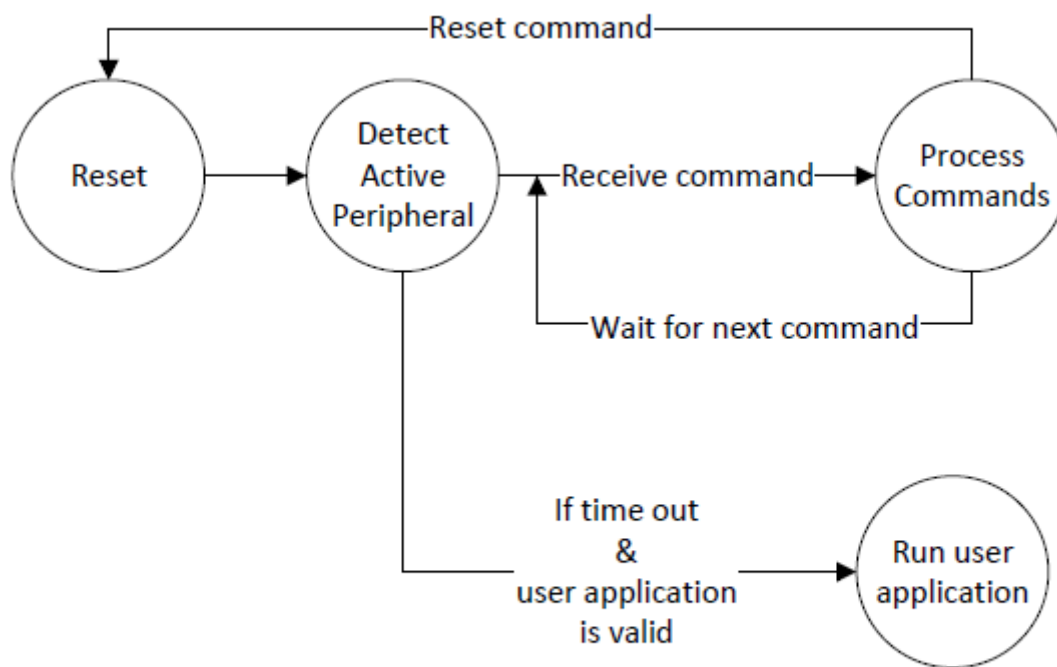 Reset command
Reset
Detect
Active
Peripheral
Receive command
Process
Commands
Wait for next command
If time out
&
user application
is valid
Run user
application